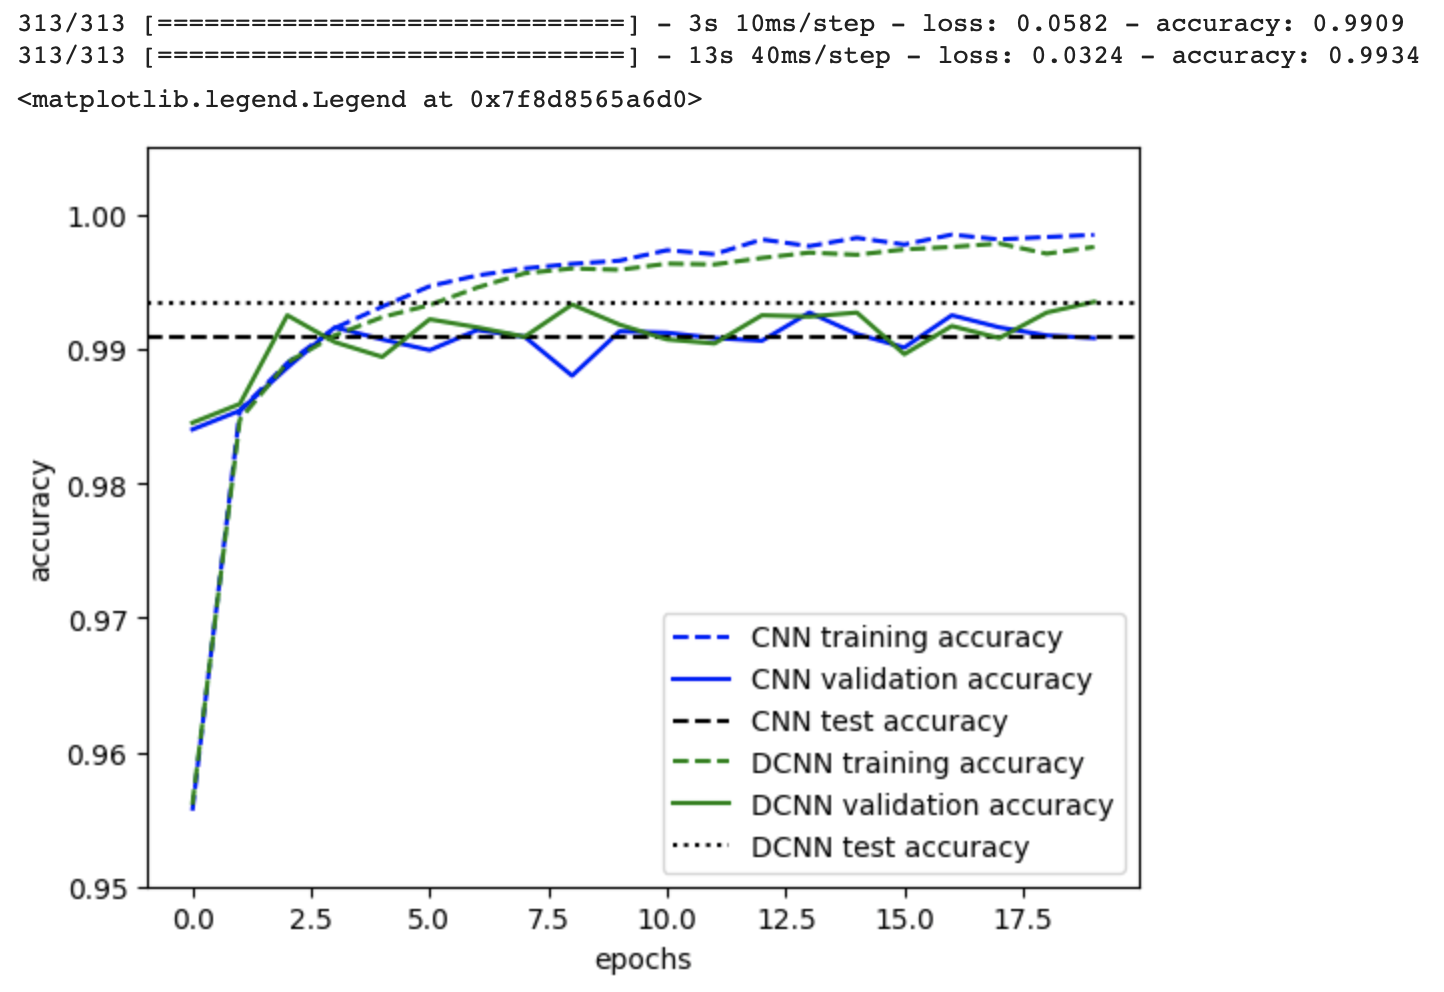 313/313 [==============================] - 3s 10ms/step - loss: 0.0582 - accuracy: 0.9909
313/313 [==============================] - 13s 40ms/step - loss: 0.0324 - accuracy: 0.9934
<matplotlib.legend.Legend at 0x7f8d8565a6d0>
1.00
0.99
0.98
0.97
0.96
0.95
accuracy
CNN training accuracy
CNN validation accuracy
CNN test accuracy
DCNN training accuracy
DCNN validation accuracy
DCNN test accuracy
0.0 2.5 5.0 7.5 10.0 12.5 15.0 17.5
epochs